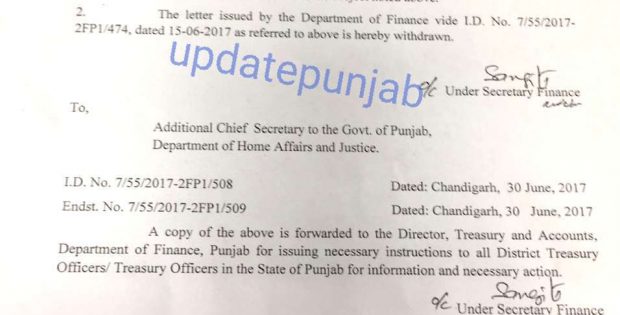 2. The letter issued by the Department of Finance vide I.D. No. 7/55/2017-
2FP1/474, dated 15-06-2017 as referred to above is hereby withdrawn.
updatepunjab
Under Secretary Finance
To,
Additional Chief Secretary to the Govt. of Punjab,
Department of Home Affairs and Justice.
I.D. No. 7/55/2017-2FP1/508 Dated: Chandigarh, 30 June, 2017
Endst. No. 7/55/2017-2FP1/509 Dated: Chandigarh, 30 June, 2017
A copy of the above is forwarded to the Director, Treasury and Accounts,
Department of Finance, Punjab for issuing necessary instructions to all District Treasury
Officers/ Treasury Officers in the State of Punjab for information and necessary action.
Under Secretary Finance